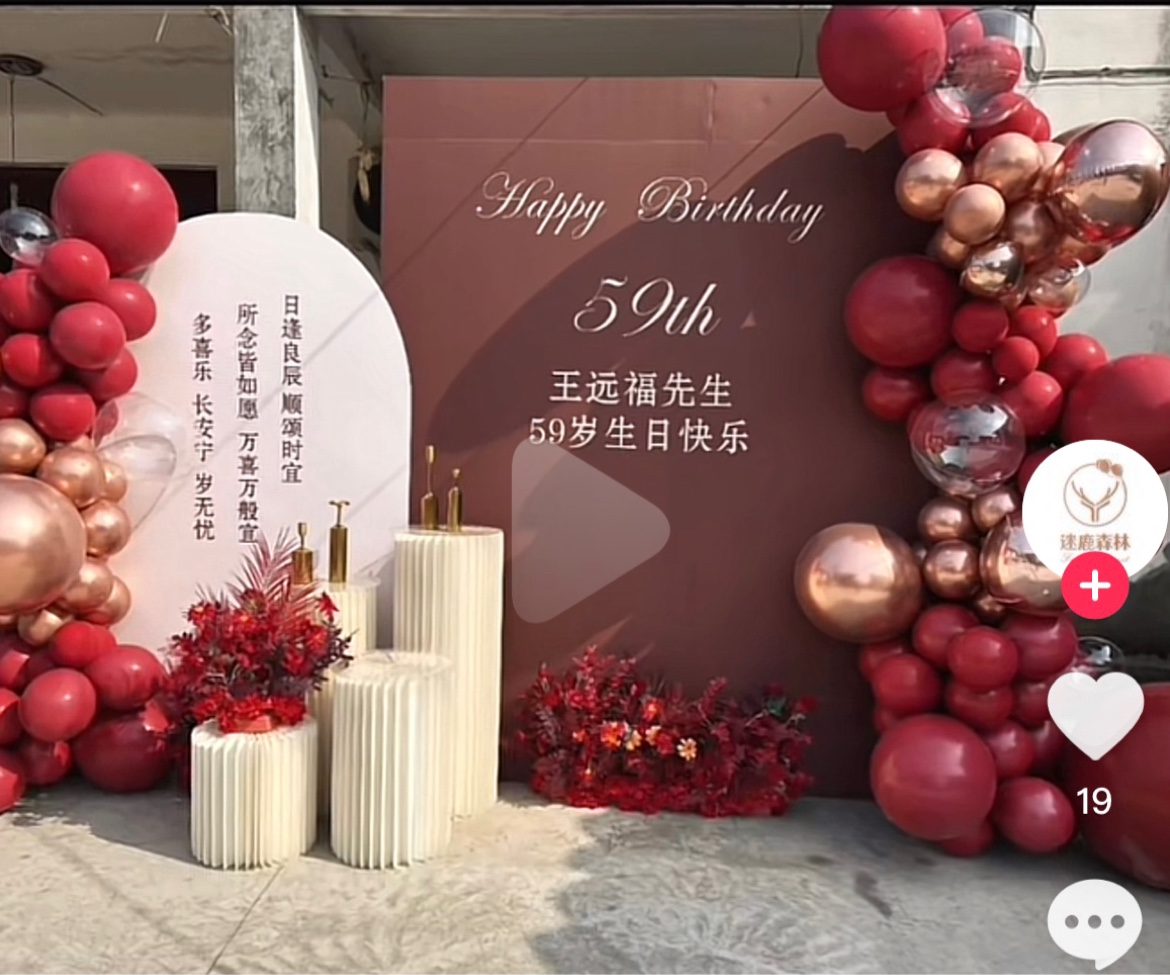 Happy Birthday
59th
王远福先生
59岁生日快乐
日逢良辰 顺颂时宜
所念皆如愿 万喜万般宜
多喜乐 长安宁 岁无忧
迷鹿森林
19